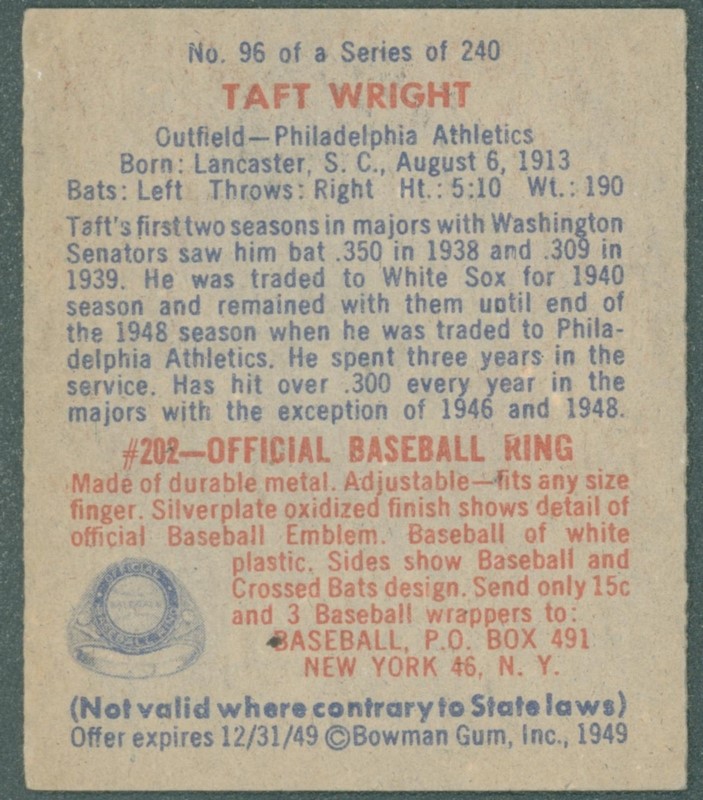 No. 96 of a Series of 240
TAFT WRIGHT
Outfield—Philadelphia Athletics
Born: Lancaster, S. C., August 6, 1913
Bats: Left Throws: Right Ht.: 5:10 Wt.: 190
Taft's first two seasons in majors with Washington
Senators saw him bat .350 in 1938 and .309 in
1939. He was traded to White Sox for 1940
season and remained with them until end of
the 1948 season when he was traded to Phila-
delphia Athletics. He spent three years in the
service. Has hit over .300 every year in the
majors with the exception of 1946 and 1948.
#202—OFFICIAL BASEBALL RING
Made of durable metal. Adjustable—fits any size
finger. Silverplate oxidized finish shows detail of
official Baseball Emblem. Baseball of white
plastic. Sides show Baseball and
Crossed Bats design. Send only 15c
and 3 Baseball wrappers to:
BASEBALL, P.O. BOX 491
NEW YORK 46, N. Y.
OFFICIAL
BASEBALL RING
(Not valid where contrary to State laws)
Offer expires 12/31/49 ©Bowman Gum, Inc., 1949